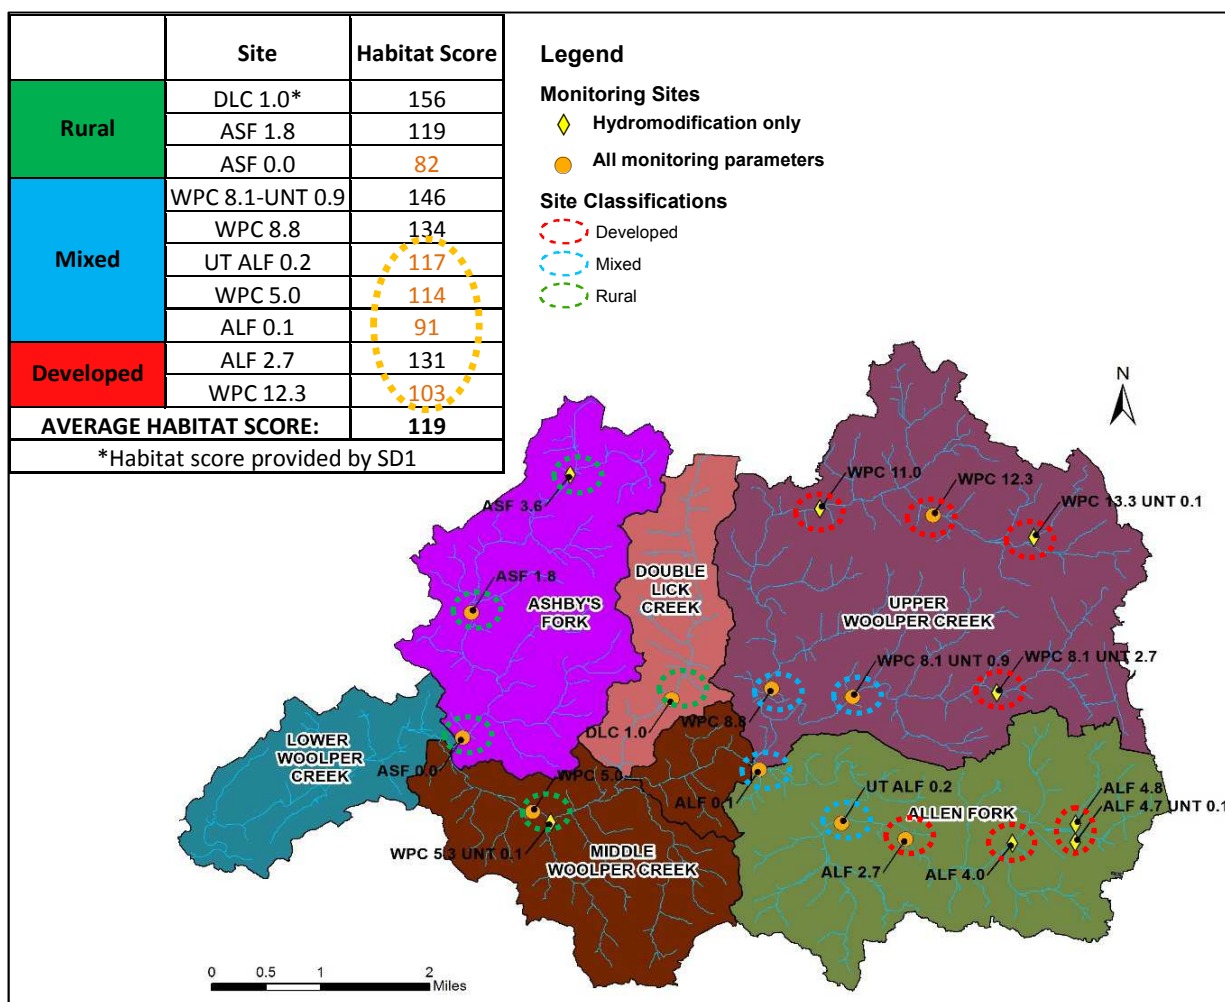 Site Habitat Score
Rural
DLC 1.0* 156
ASF 1.8 119
ASF 0.0 82
Mixed
WPC 8.1-UNT 0.9 146
WPC 8.8 134
UT ALF 0.2 117
WPC 5.0 114
ALF 0.1 91
Developed
ALF 2.7 131
WPC 12.3 103
AVERAGE HABITAT SCORE: 119
*Habitat score provided by SD1
Legend
Monitoring Sites
Hydromodification only
All monitoring parameters
Site Classifications
Developed
Mixed
Rural
N
WPC 11.0
WPC 12.3
WPC 13.3 UNT 0.1
ASF 3.6
ASF 1.8
ASHBY'S
FORK
DOUBLE
LICK
CREEK
UPPER
WOOLPER CREEK
WPC 8.1 UNT 0.9
WPC 8.1 UNT 2.7
WPC 8.8
DLC 1.0
LOWER
WOOLPER
CREEK
ASF 0.0
WPC 5.0
ALF 0.1
UT ALF 0.2
ALLEN FORK
ALF 4.8
ALF 4.7 UNT 0.1
WPC 5.3 UNT 0.1
MIDDLE
WOOLPER CREEK
ALF 2.7
ALF 4.0
0 0.5 1 2
Miles